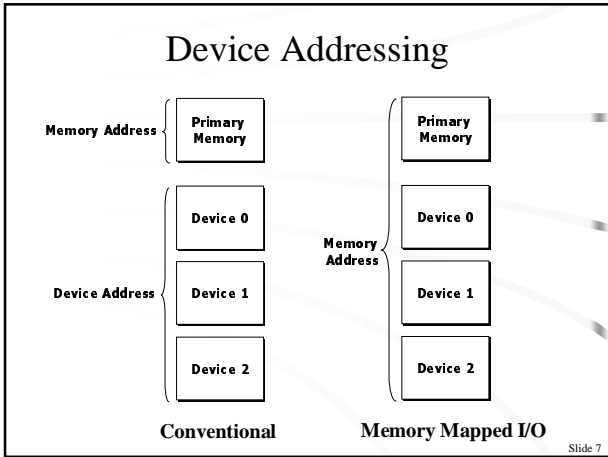 Device Addressing
Memory Address
Primary
Memory
Device 0
Device Address
Device 1
Device 2
Conventional
Primary
Memory
Device 0
Memory
Address
Device 1
Device 2
Memory Mapped I/O
Slide 7